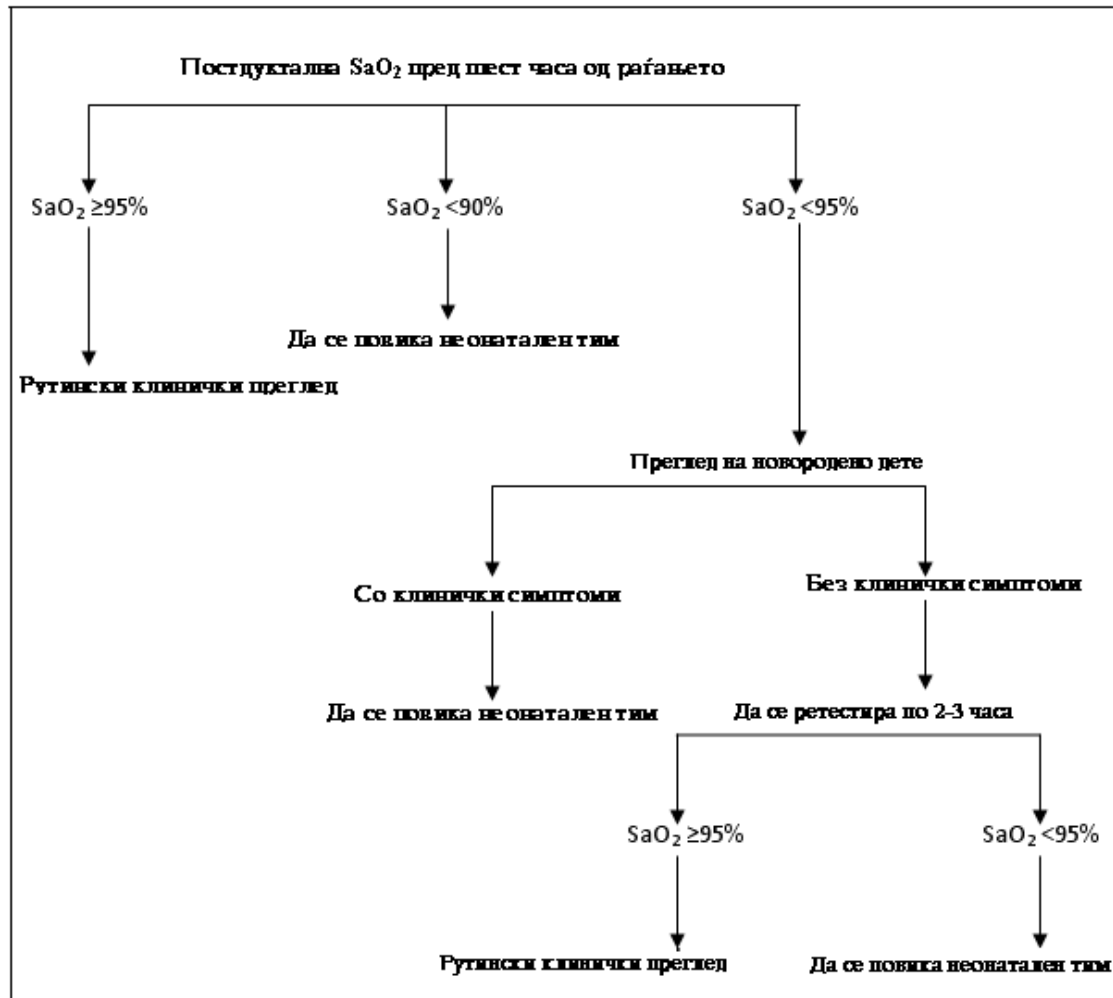 Постдуктална SaO₂ пред шест часа од раѓањето
SaO₂ ≥95%
SaO₂ <90%
SaO₂ <95%
Да се повика неонатален тим
Рутински клинички преглед
Преглед на новородено дете
Со клинички симптоми
Без клинички симптоми
Да се повика неонатален тим
Да се ретестира по 2-3 часа
SaO₂ ≥95%
SaO₂ <95%
Рутински клинички преглед
Да се повика неонатален тим